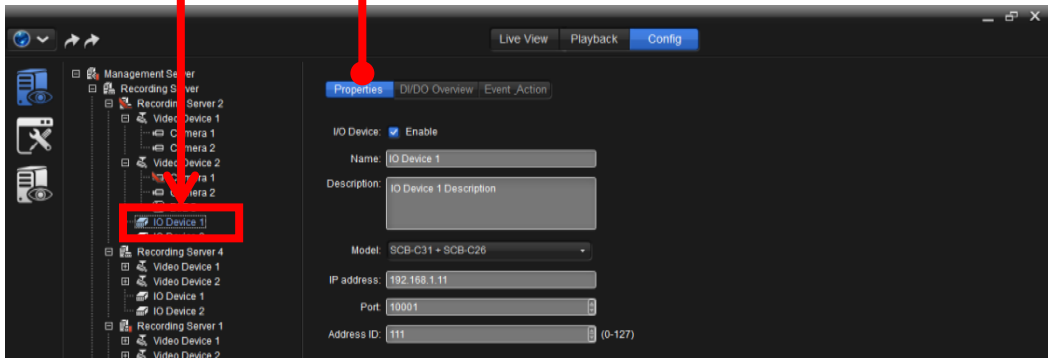 Live View Playback Config
Management Server
Recording Server
Recording Server 2
Video Device 1
Camera 1
Camera 2
Video Device 2
Camera 1
Camera 2
IO Device 1
Recording Server 4
Video Device 1
Video Device 2
IO Device 1
IO Device 2
Recording Server 1
Video Device 1
Video Device 2
Properties DI/DO Overview Event_Action
I/O Device: Enable
Name: IO Device 1
Description: IO Device 1 Description
Model: SCB-C31 + SCB-C26
IP address: 192.168.1.11
Port: 10001
Address ID: 111 (0-127)